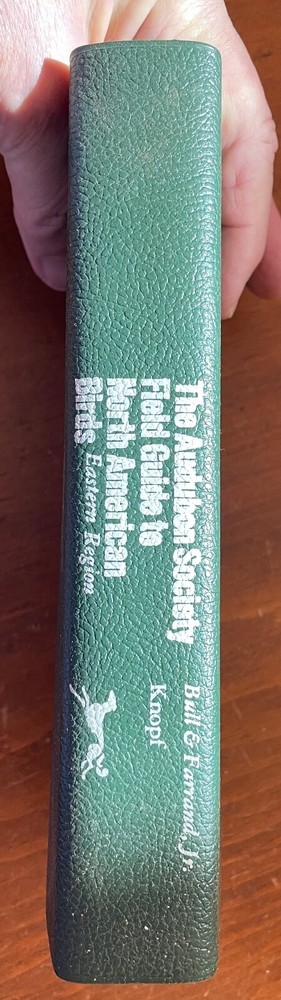 The Audubon Society
Field Guide to
North American
Birds Eastern Region
Bull & Farrand, Jr.
Knopf